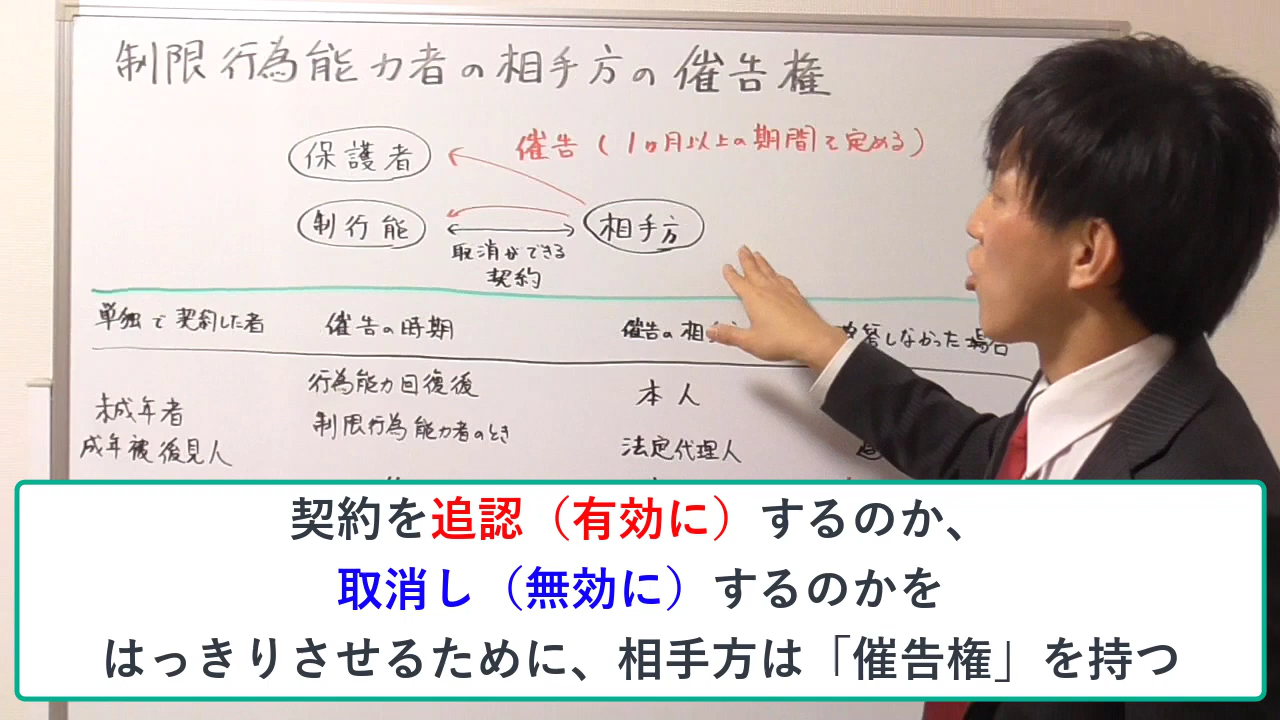 制限行為能力者の相手方の催告権
催告(1ヵ月以上の期間で定める)
保護者
制行能
相手方
取消ができる
契約
単独で契約した者
催告の時期
催告の相手方
しなかった場合
未成年者
成年被後見人
行為能力回復後
制限行為能力者のとき
本人
法定代理人
契約を追認(有効に)するのか、
取消し(無効に)するのかを
はっきりさせるために、相手方は「催告権」を持つ